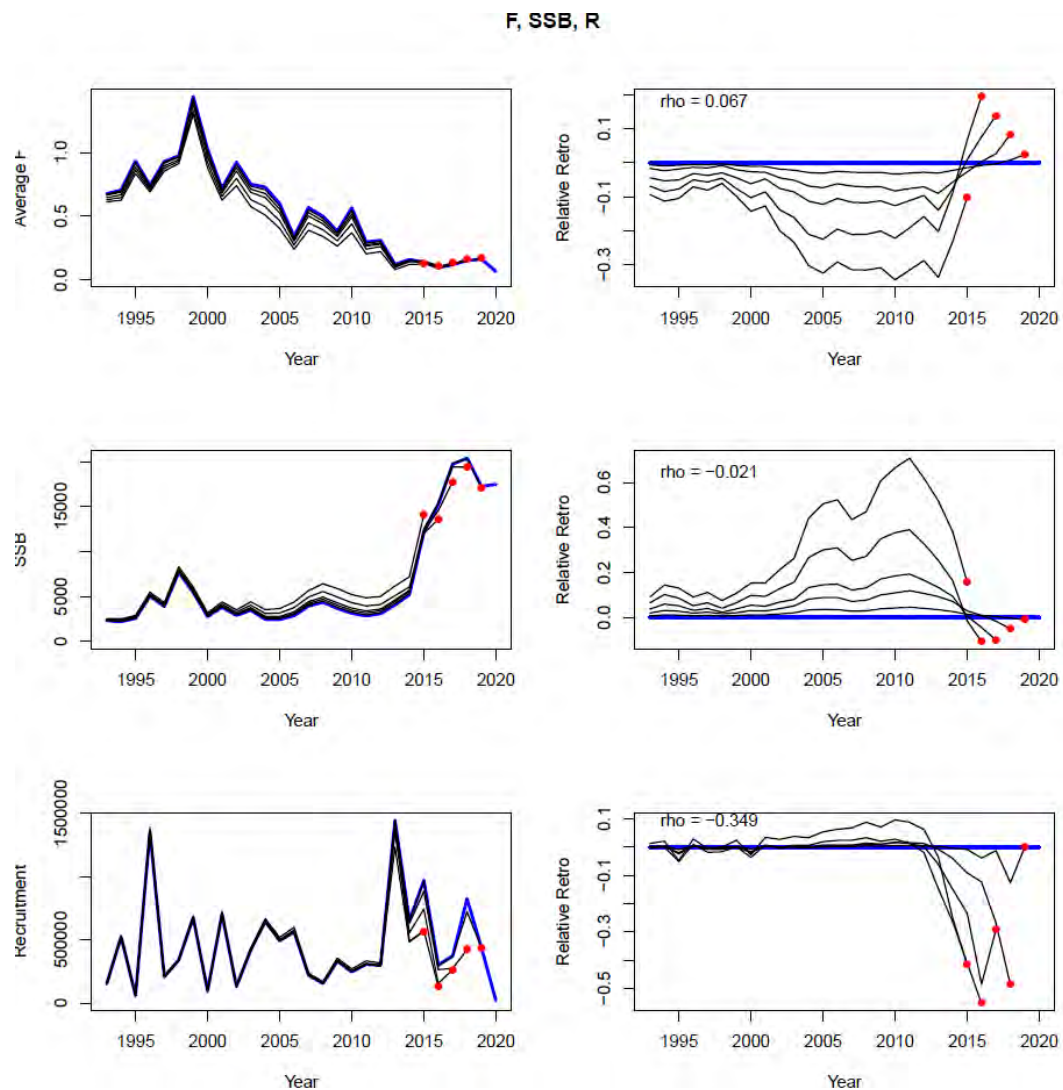 F, SSB, R
Average F
0.0 0.5 1.0
1995 2000 2005 2010 2015 2020
Year
rho = 0.067
Relative Retro
−0.3 −0.1 0.1
1995 2000 2005 2010 2015 2020
Year
SSB
0 5000 15000
1995 2000 2005 2010 2015 2020
Year
rho = −0.021
Relative Retro
0.0 0.2 0.4 0.6
1995 2000 2005 2010 2015 2020
Year
Recruitment
0 500000 1500000
1995 2000 2005 2010 2015 2020
Year
rho = −0.349
Relative Retro
−0.5 −0.3 −0.1 0.1
1995 2000 2005 2010 2015 2020
Year